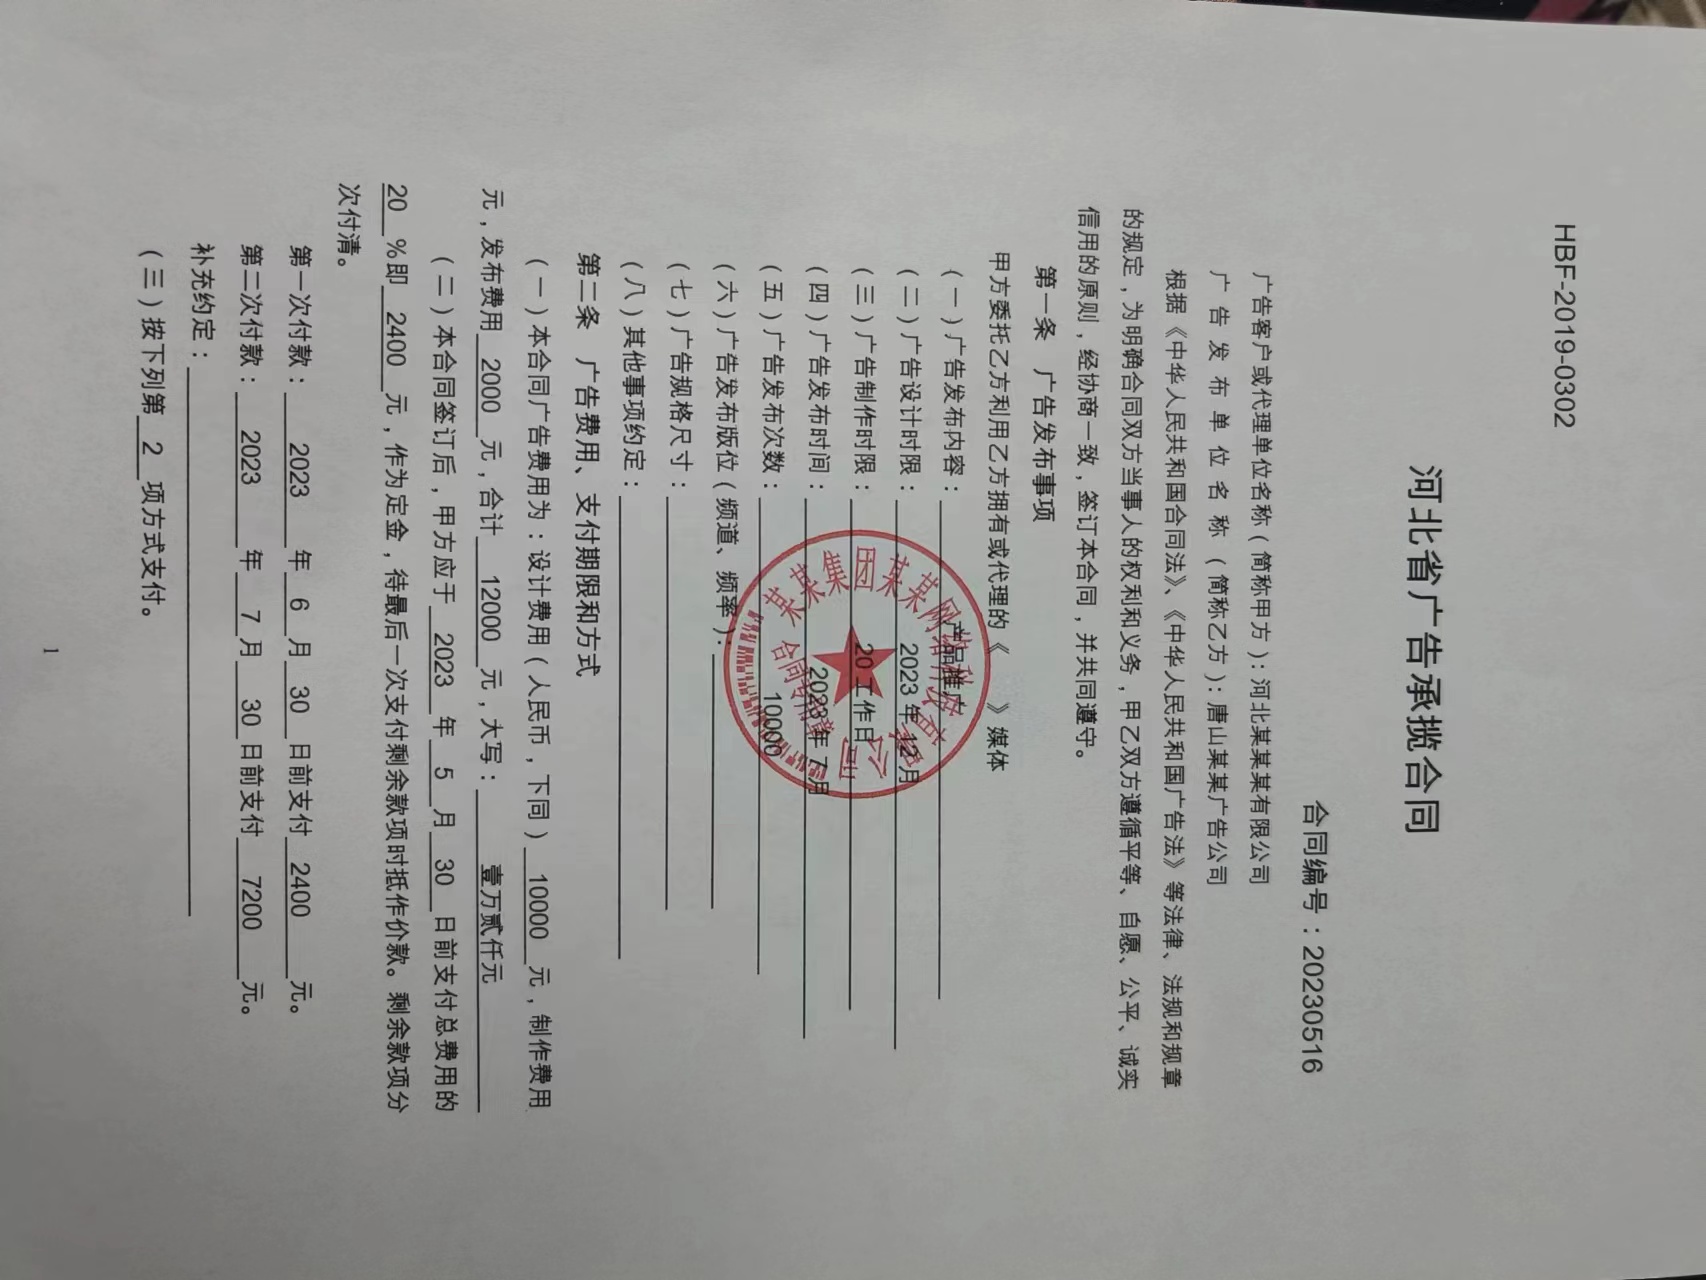 HBF-2019-0302
河北省广告承揽合同
合同编号：20230516
广告客户或代理单位名称（简称甲方）：河北某某某有限公司
广告发布单位名称（简称乙方）：唐山某某广告公司
根据《中华人民共和国合同法》、《中华人民共和国广告法》等法律、法规和规章
的规定，为明确合同双方当事人的权利和义务，甲乙双方遵循平等、自愿、公平、诚实
信用的原则，经协商一致，签订本合同，并共同遵守。
第一条 广告发布事项
甲方委托乙方利用乙方拥有或代理的《 》媒体
（一）广告发布内容：产品推广
（二）广告设计时限：2023 年 12 月
（三）广告制作时限：20 工作日
（四）广告发布时间：2023 年 7 月
（五）广告发布次数：10000
（六）广告发布版位（频道、频率）：
（七）广告规格尺寸：
（八）其他事项约定：
某某集团某某网络科技有限公司
合同专用章
第二条 广告费用、支付期限和方式
（一）本合同广告费用为：设计费用（人民币，下同）10000 元，制作费用
元，发布费用 2000 元，合计 12000 元，大写：壹万贰仟元
（二）本合同签订后，甲方应于 2023 年 5 月 30 日前支付总费用的
20 %即 2400 元，作为定金，待最后一次支付剩余款项时抵作价款。剩余款项分
次付清。
第一次付款：2023 年 6 月 30 日前支付 2400 元。
第二次付款：2023 年 7 月 30 日前支付 7200 元。
补充约定：
（三）按下列第 2 项方式支付。
1